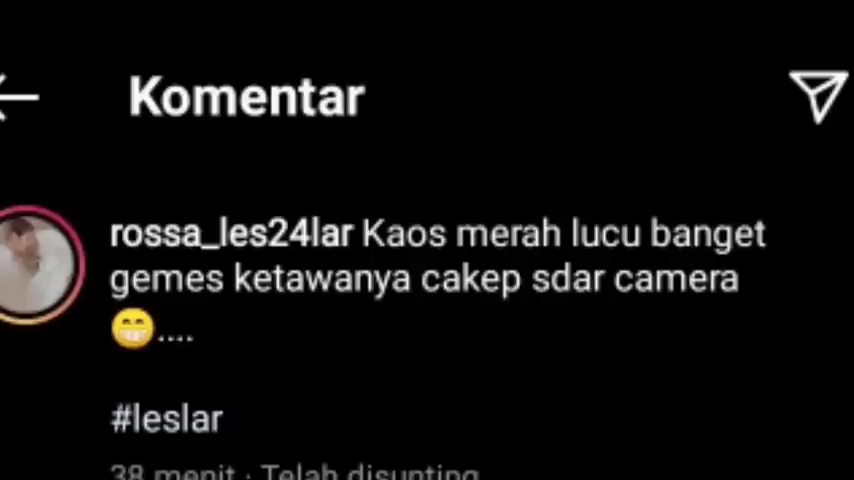 Komentar
rossa_les24lar Kaos merah lucu banget
gemes ketawanya cakep sdar camera
😁....
#leslar
38 menit · Telah disunting